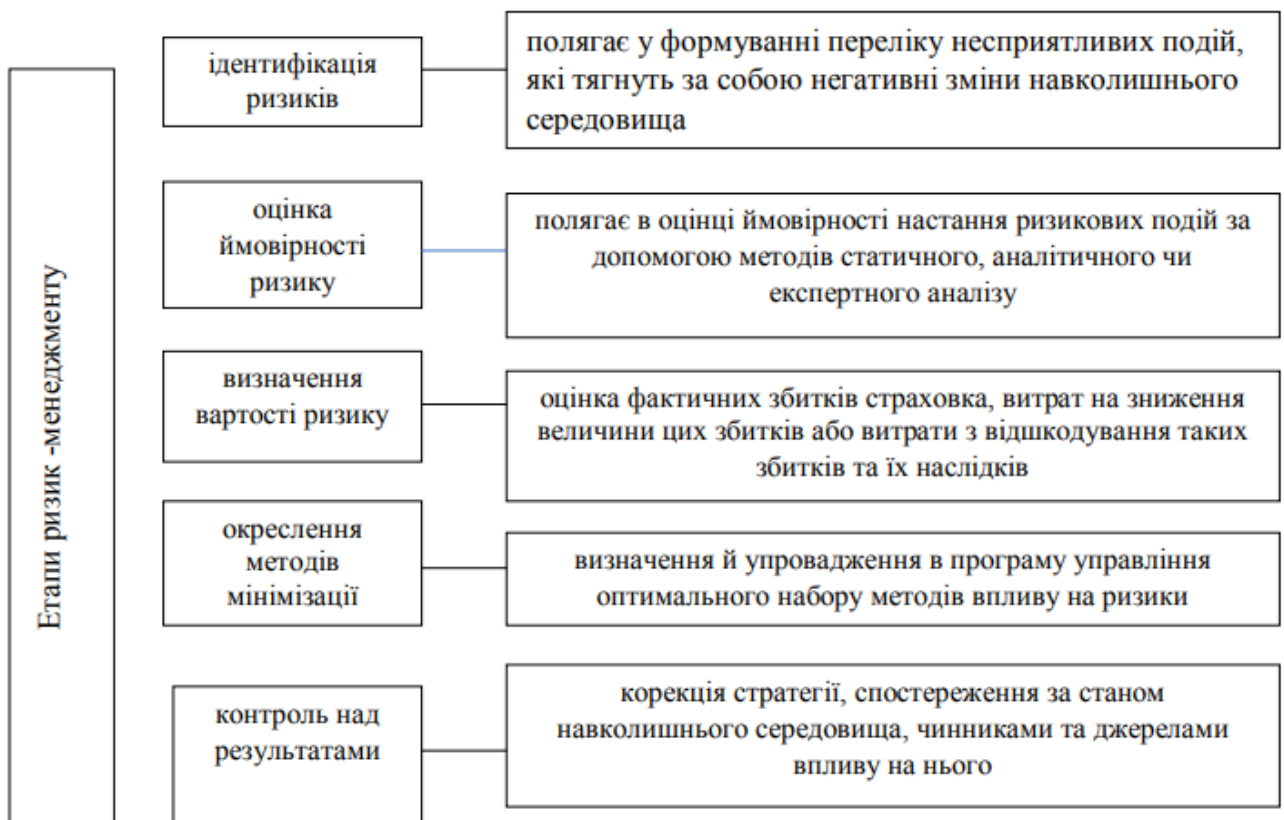 Етапи ризик -менеджменту
ідентифікація
ризиків
полягає у формуванні переліку несприятливих подій,
які тягнуть за собою негативні зміни навколишнього
середовища
оцінка
ймовірності
ризику
полягає в оцінці ймовірності настання ризикових подій за
допомогою методів статичного, аналітичного чи
експертного аналізу
визначення
вартості ризику
оцінка фактичних збитків страховка, витрат на зниження
величини цих збитків або витрати з відшкодування таких
збитків та їх наслідків
окреслення
методів
мінімізації
визначення й упровадження в програму управління
оптимального набору методів впливу на ризики
контроль над
результатами
корекція стратегії, спостереження за станом
навколишнього середовища, чинниками та джерелами
впливу на нього